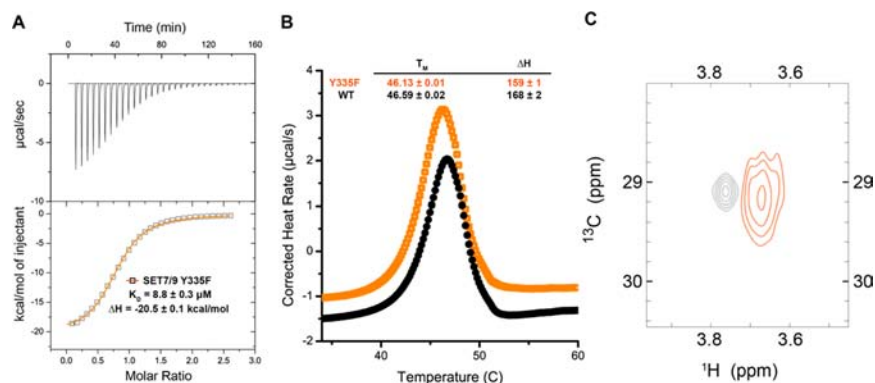 A
Time (min)
0 20 40 60 80 100 120 140 160
0
-5
-10
µcal/sec
0
-5
-10
-15
-20
kcal/mol of injectant
SET7/9 Y335F
K_D = 8.8 ± 0.3 µM
ΔH = -20.5 ± 0.1 kcal/mol
0.0 0.5 1.0 1.5 2.0 2.5 3.0
Molar Ratio
B
T_M ΔH
Y335F 46.13 ± 0.01 159 ± 1
WT 46.59 ± 0.02 168 ± 2
4
3
2
1
0
-1
-2
Corrected Heat Rate (µcal/s)
40 50 60
Temperature (C)
C
3.8 3.6
29 29
30 30
¹³C (ppm)
3.8 3.6
¹H (ppm)